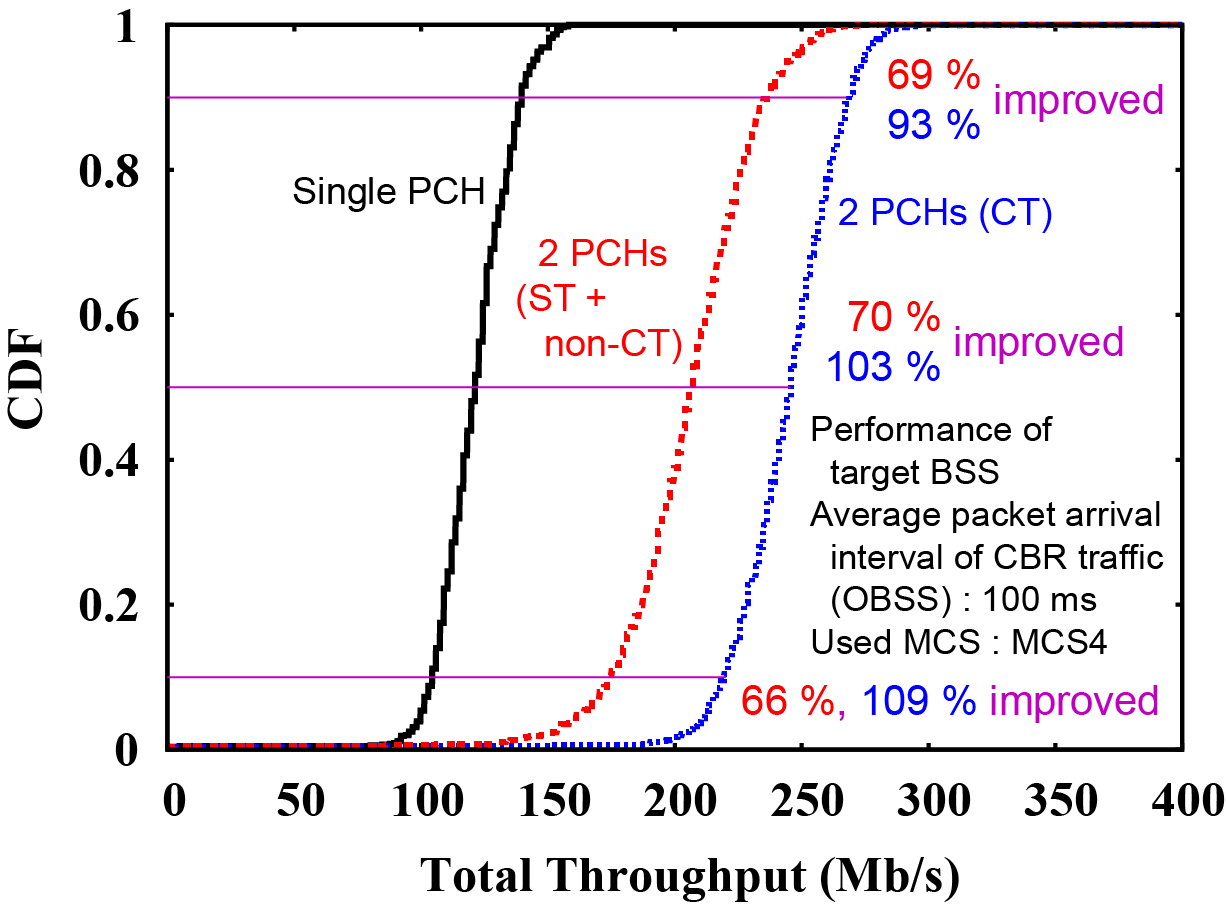 1
69 %
improved
93 %
0.8
Single PCH
2 PCHs (CT)
2 PCHs
(ST +
non-CT)
0.6
70 %
improved
103 %
CDF
Performance of
target BSS
0.4
Average packet arrival
interval of CBR traffic
(OBSS) : 100 ms
0.2
Used MCS : MCS4
66 %, 109 % improved
0
0 50 100 150 200 250 300 350 400
Total Throughput (Mb/s)